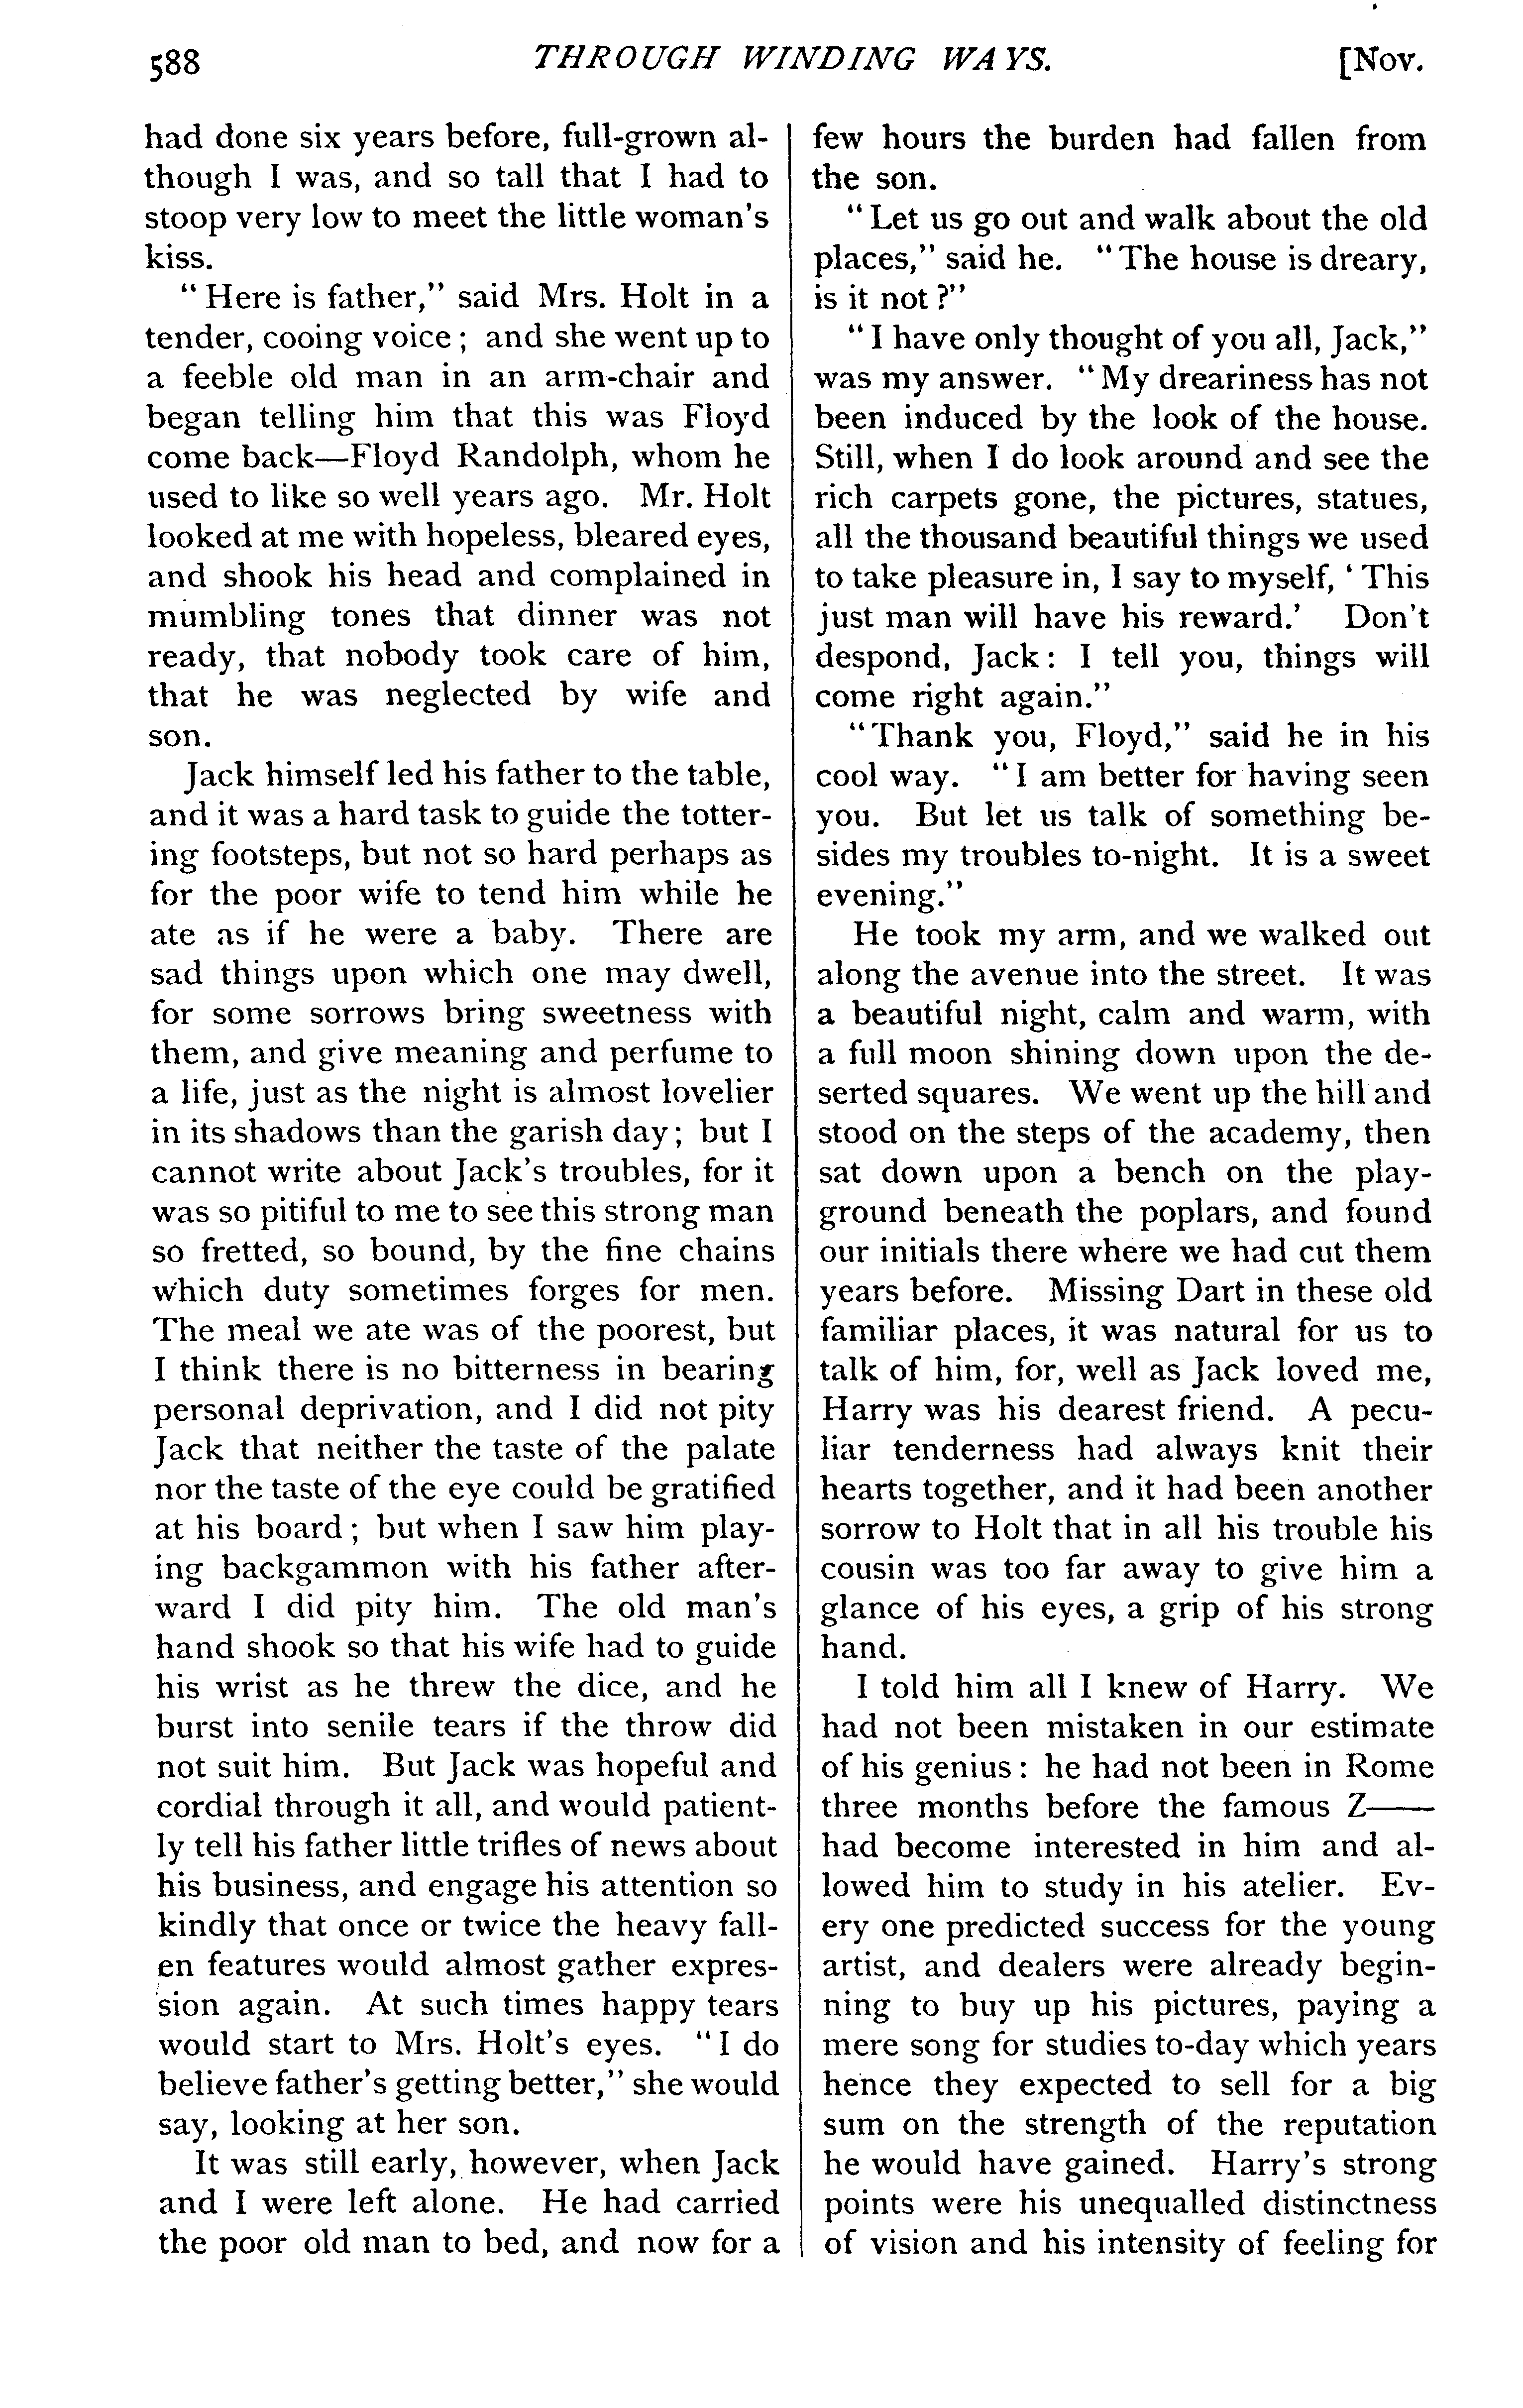 588 THROUGH WINDING WAYS. [Nov.
had done six years before, full-grown al-
though I was, and so tall that I had to
stoop very low to meet the little woman's
kiss.
"Here is father," said Mrs. Holt in a
tender, cooing voice; and she went up to
a feeble old man in an arm-chair and
began telling him that this was Floyd
come back—Floyd Randolph, whom he
used to like so well years ago. Mr. Holt
looked at me with hopeless, bleared eyes,
and shook his head and complained in
mumbling tones that dinner was not
ready, that nobody took care of him,
that he was neglected by wife and
son.
Jack himself led his father to the table,
and it was a hard task to guide the totter-
ing footsteps, but not so hard perhaps as
for the poor wife to tend him while he
ate as if he were a baby. There are
sad things upon which one may dwell,
for some sorrows bring sweetness with
them, and give meaning and perfume to
a life, just as the night is almost lovelier
in its shadows than the garish day; but I
cannot write about Jack's troubles, for it
was so pitiful to me to see this strong man
so fretted, so bound, by the fine chains
which duty sometimes forges for men.
The meal we ate was of the poorest, but
I think there is no bitterness in bearing
personal deprivation, and I did not pity
Jack that neither the taste of the palate
nor the taste of the eye could be gratified
at his board; but when I saw him play-
ing backgammon with his father after-
ward I did pity him. The old man's
hand shook so that his wife had to guide
his wrist as he threw the dice, and he
burst into senile tears if the throw did
not suit him. But Jack was hopeful and
cordial through it all, and would patient-
ly tell his father little trifles of news about
his business, and engage his attention so
kindly that once or twice the heavy fall-
en features would almost gather expres-
sion again. At such times happy tears
would start to Mrs. Holt's eyes. "I do
believe father's getting better," she would
say, looking at her son.
It was still early, however, when Jack
and I were left alone. He had carried
the poor old man to bed, and now for a
few hours the burden had fallen from
the son.
"Let us go out and walk about the old
places," said he. "The house is dreary,
is it not?"
"I have only thought of you all, Jack,"
was my answer. "My dreariness has not
been induced by the look of the house.
Still, when I do look around and see the
rich carpets gone, the pictures, statues,
all the thousand beautiful things we used
to take pleasure in, I say to myself, 'This
just man will have his reward.' Don't
despond, Jack: I tell you, things will
come right again."
"Thank you, Floyd," said he in his
cool way. "I am better for having seen
you. But let us talk of something be-
sides my troubles to-night. It is a sweet
evening."
He took my arm, and we walked out
along the avenue into the street. It was
a beautiful night, calm and warm, with
a full moon shining down upon the de-
serted squares. We went up the hill and
stood on the steps of the academy, then
sat down upon a bench on the play-
ground beneath the poplars, and found
our initials there where we had cut them
years before. Missing Dart in these old
familiar places, it was natural for us to
talk of him, for, well as Jack loved me,
Harry was his dearest friend. A pecu-
liar tenderness had always knit their
hearts together, and it had been another
sorrow to Holt that in all his trouble his
cousin was too far away to give him a
glance of his eyes, a grip of his strong
hand.
I told him all I knew of Harry. We
had not been mistaken in our estimate
of his genius: he had not been in Rome
three months before the famous Z——
had become interested in him and al-
lowed him to study in his atelier. Ev-
ery one predicted success for the young
artist, and dealers were already begin-
ning to buy up his pictures, paying a
mere song for studies to-day which years
hence they expected to sell for a big
sum on the strength of the reputation
he would have gained. Harry's strong
points were his unequalled distinctness
of vision and his intensity of feeling for